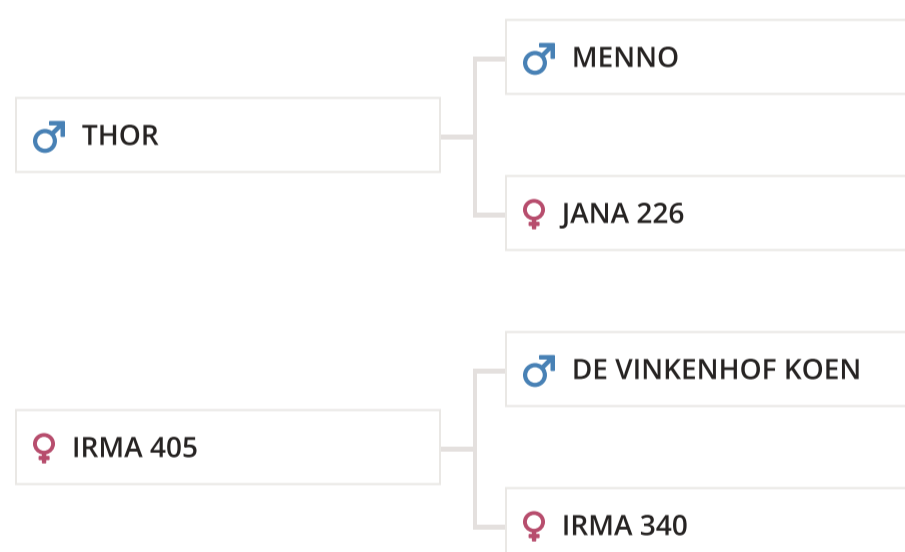 MENNO
THOR
JANA 226
DE VINKENHOF KOEN
IRMA 405
IRMA 340